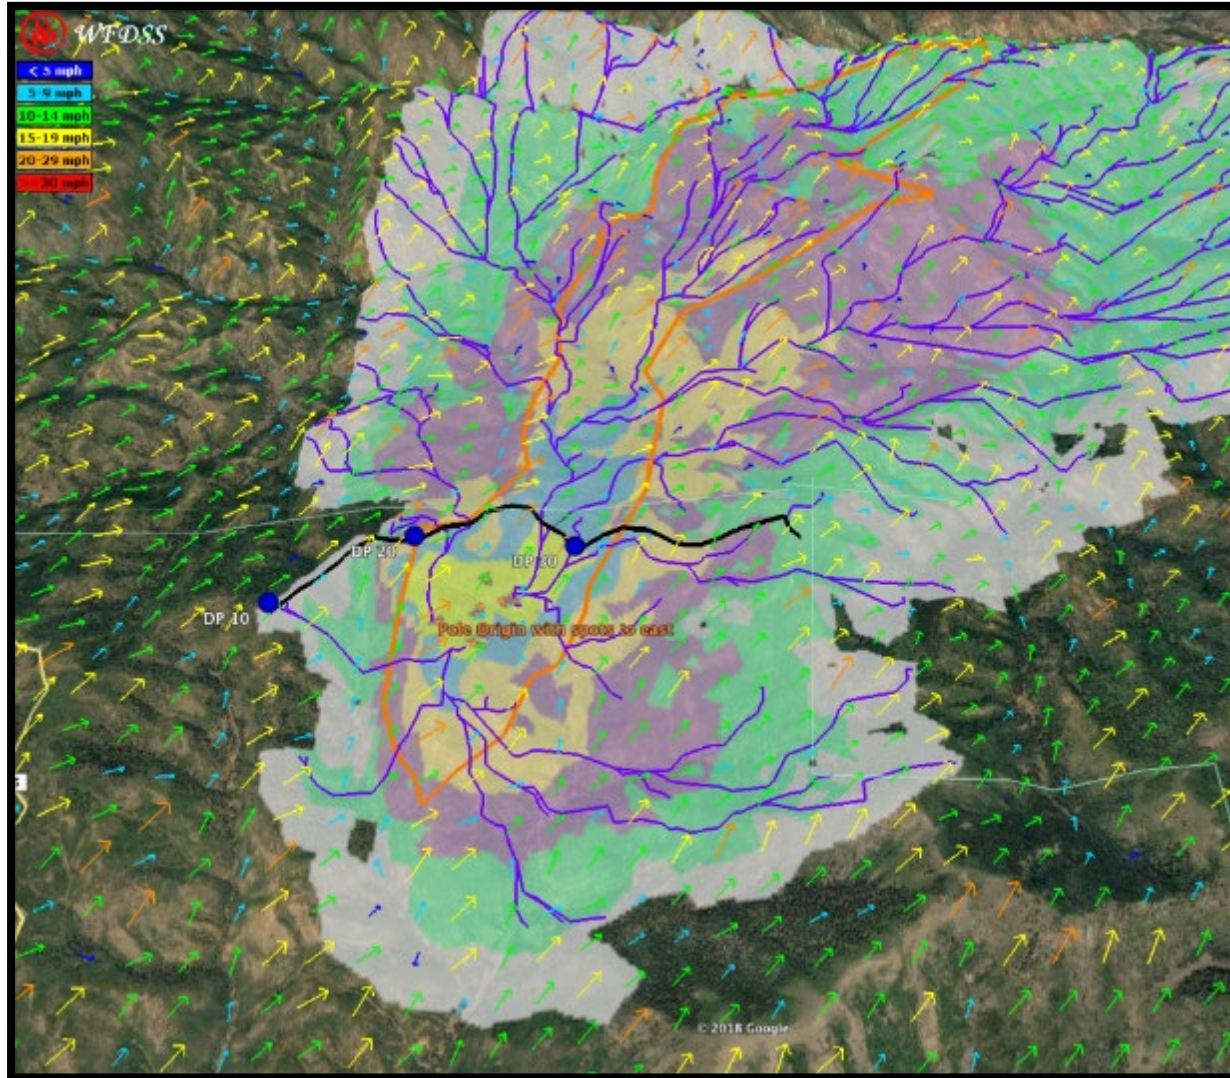 WFDSS
< 5 mph
5-9 mph
10-14 mph
15-19 mph
20-29 mph
>=30 mph
DP 20
DP 30
DP 10
Pole Origin with spots to east
© 2018 Google